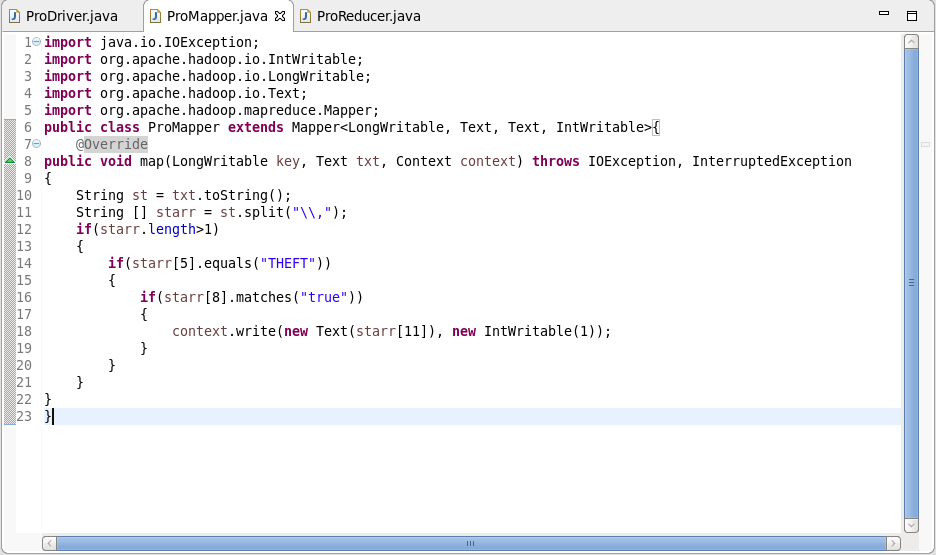 ProDriver.java ProMapper.java ProReducer.java
1 import java.io.IOException;
2 import org.apache.hadoop.io.IntWritable;
3 import org.apache.hadoop.io.LongWritable;
4 import org.apache.hadoop.io.Text;
5 import org.apache.hadoop.mapreduce.Mapper;
6 public class ProMapper extends Mapper<LongWritable, Text, Text, IntWritable>{
7     @Override
8 public void map(LongWritable key, Text txt, Context context) throws IOException, InterruptedException
9 {
10     String st = txt.toString();
11     String [] starr = st.split("\\,");
12     if(starr.length>1)
13     {
14         if(starr[5].equals("THEFT"))
15         {
16             if(starr[8].matches("true"))
17             {
18                 context.write(new Text(starr[11]), new IntWritable(1));
19             }
20         }
21     }
22 }
23 }